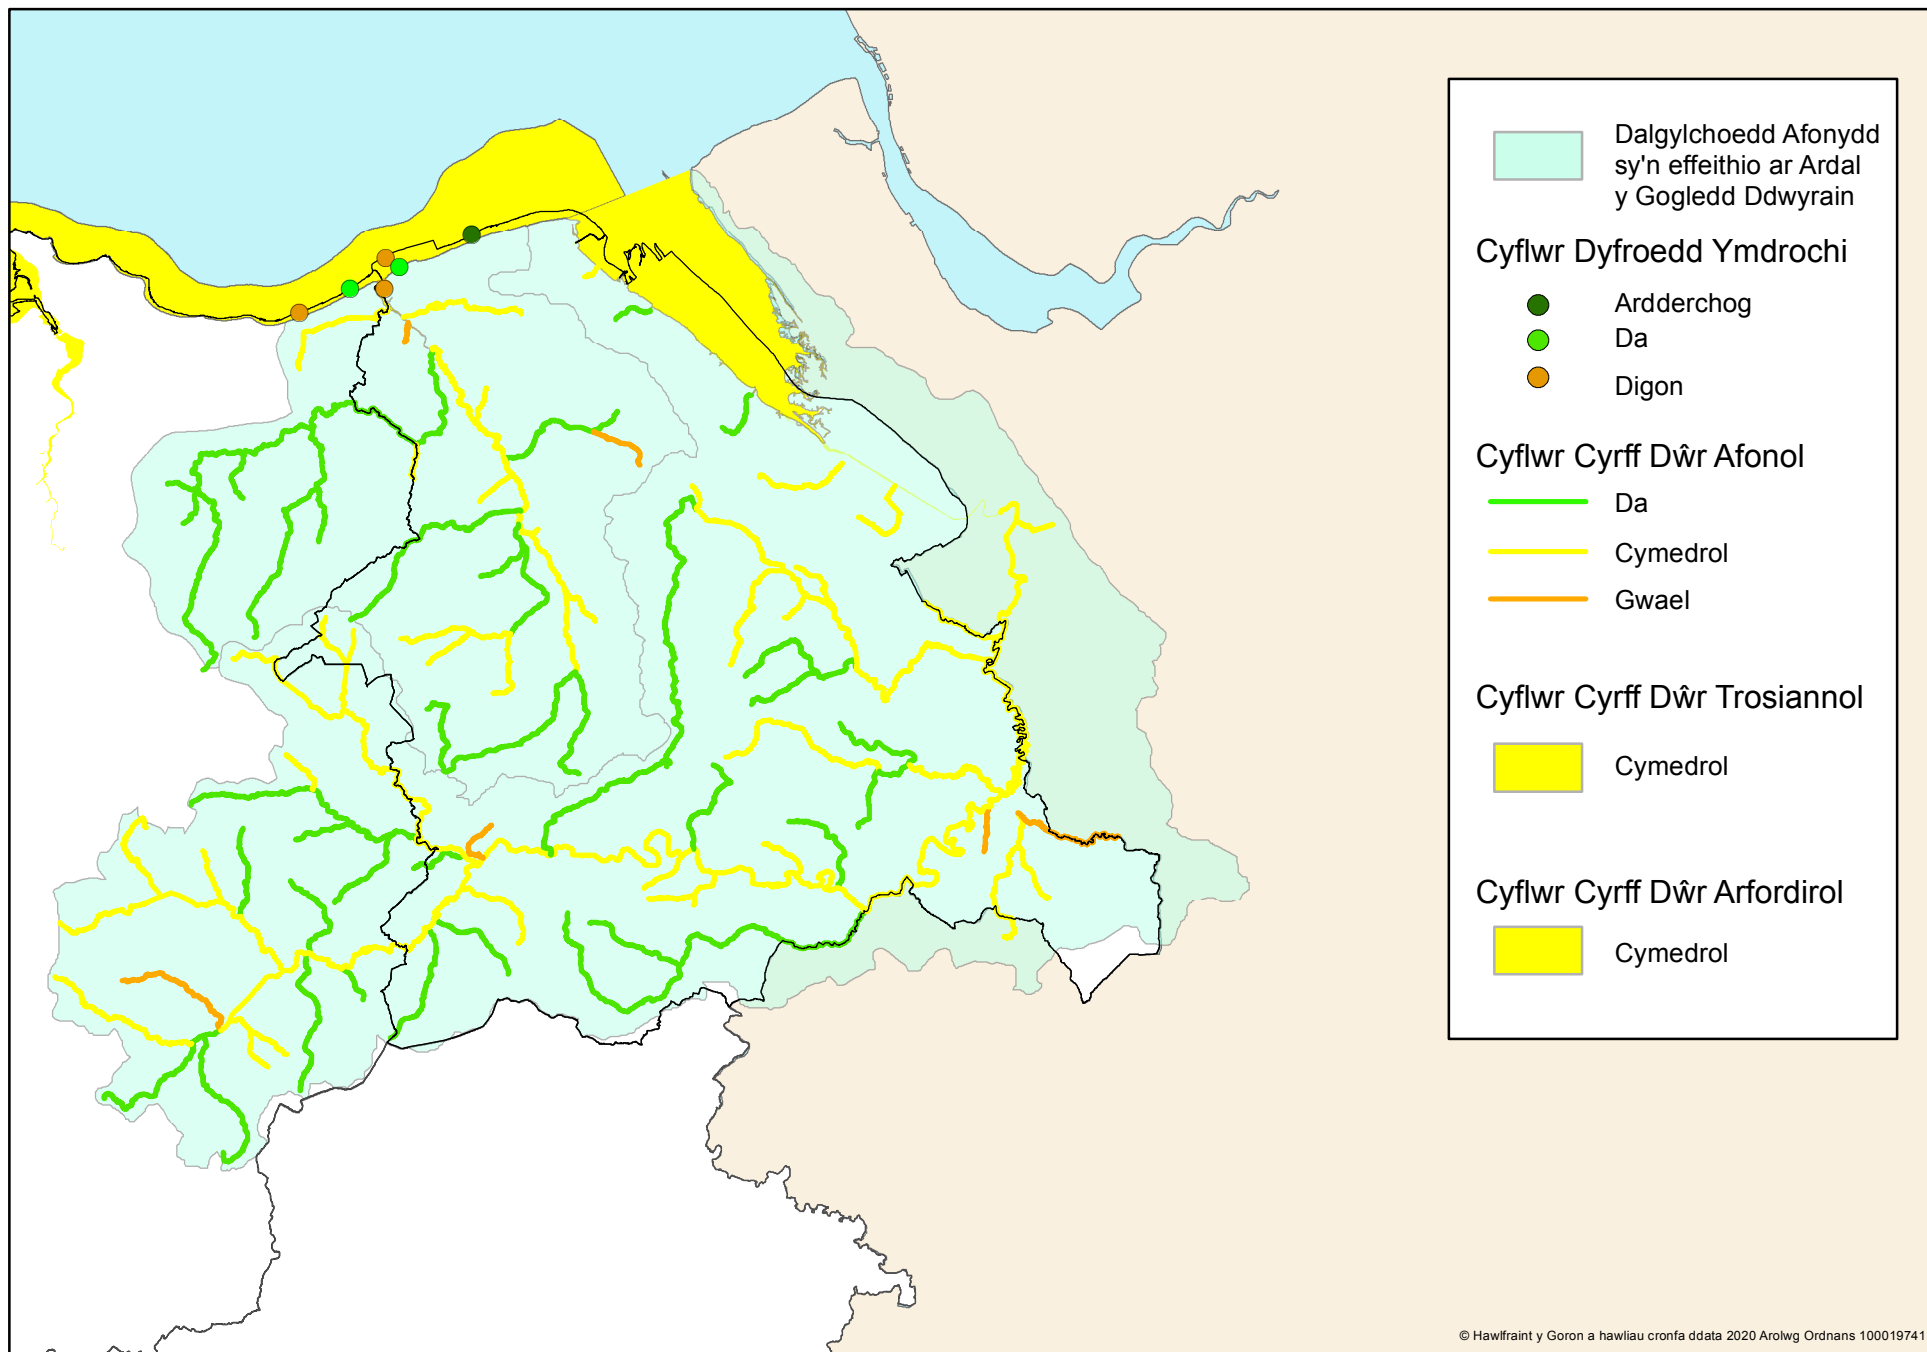 Dalgylchoedd Afonydd
sy'n effeithio ar Ardal
y Gogledd Ddwyrain
Cyflwr Dyfroedd Ymdrochi
Ardderchog
Da
Digon
Cyflwr Cyrff Dŵr Afonol
Da
Cymedrol
Gwael
Cyflwr Cyrff Dŵr Trosiannol
Cymedrol
Cyflwr Cyrff Dŵr Arfordirol
Cymedrol
© Hawlfraint y Goron a hawliau cronfa ddata 2020 Arolwg Ordnans 100019741